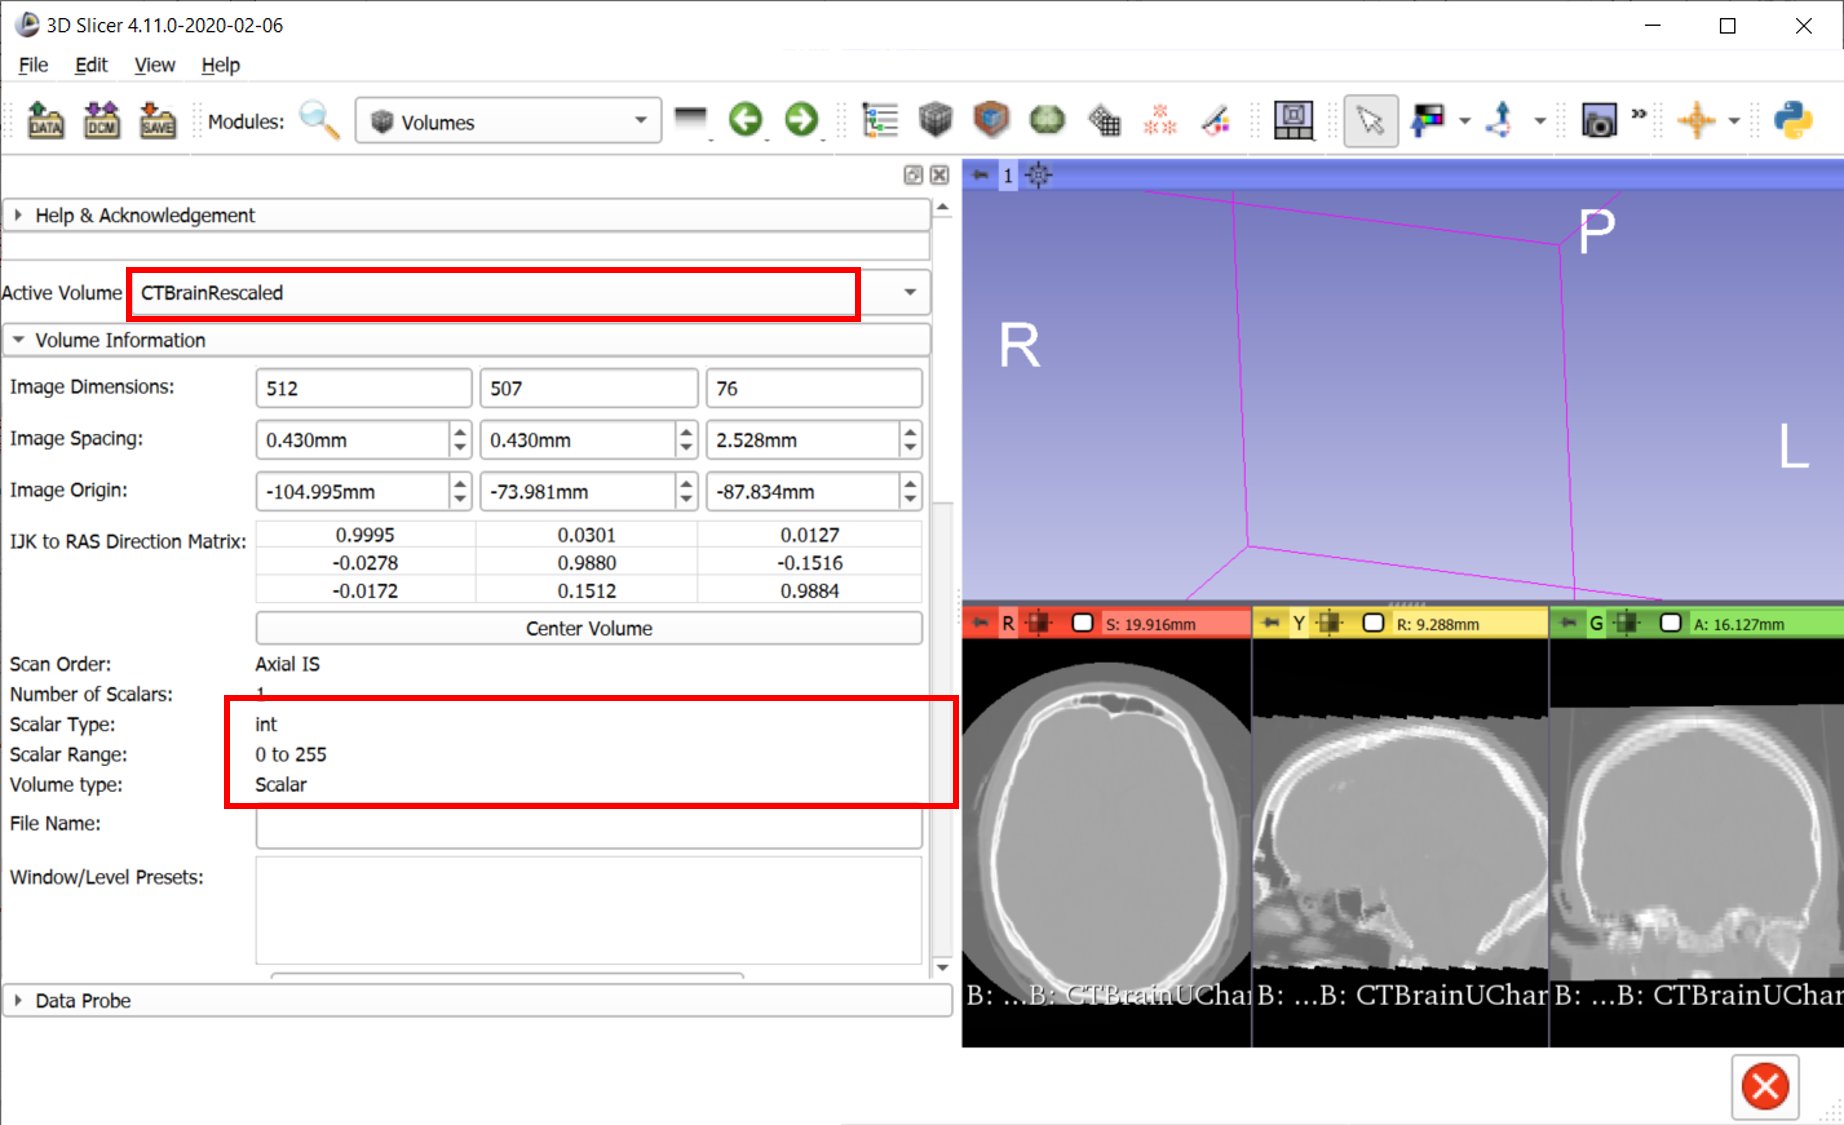 3D Slicer 4.11.0-2020-02-06
File Edit View Help
DATA DCM SAVE Modules: Volumes
1
Help & Acknowledgement
P
Active Volume CTBrainRescaled
R
Volume Information
Image Dimensions: 512 507 76
Image Spacing: 0.430mm 0.430mm 2.528mm
L
Image Origin: -104.995mm -73.981mm -87.834mm
IJK to RAS Direction Matrix: 0.9995 0.0301 0.0127
-0.0278 0.9880 -0.1516
-0.0172 0.1512 0.9884
Center Volume
R S: 19.916mm Y R: 9.288mm G A: 16.127mm
Scan Order: Axial IS
Number of Scalars: 1
Scalar Type: int
Scalar Range: 0 to 255
Volume type: Scalar
File Name:
Window/Level Presets:
B: ...B: CTBrainUChar B: ...B: CTBrainUChar B: ...B: CTBrainUChar
Data Probe